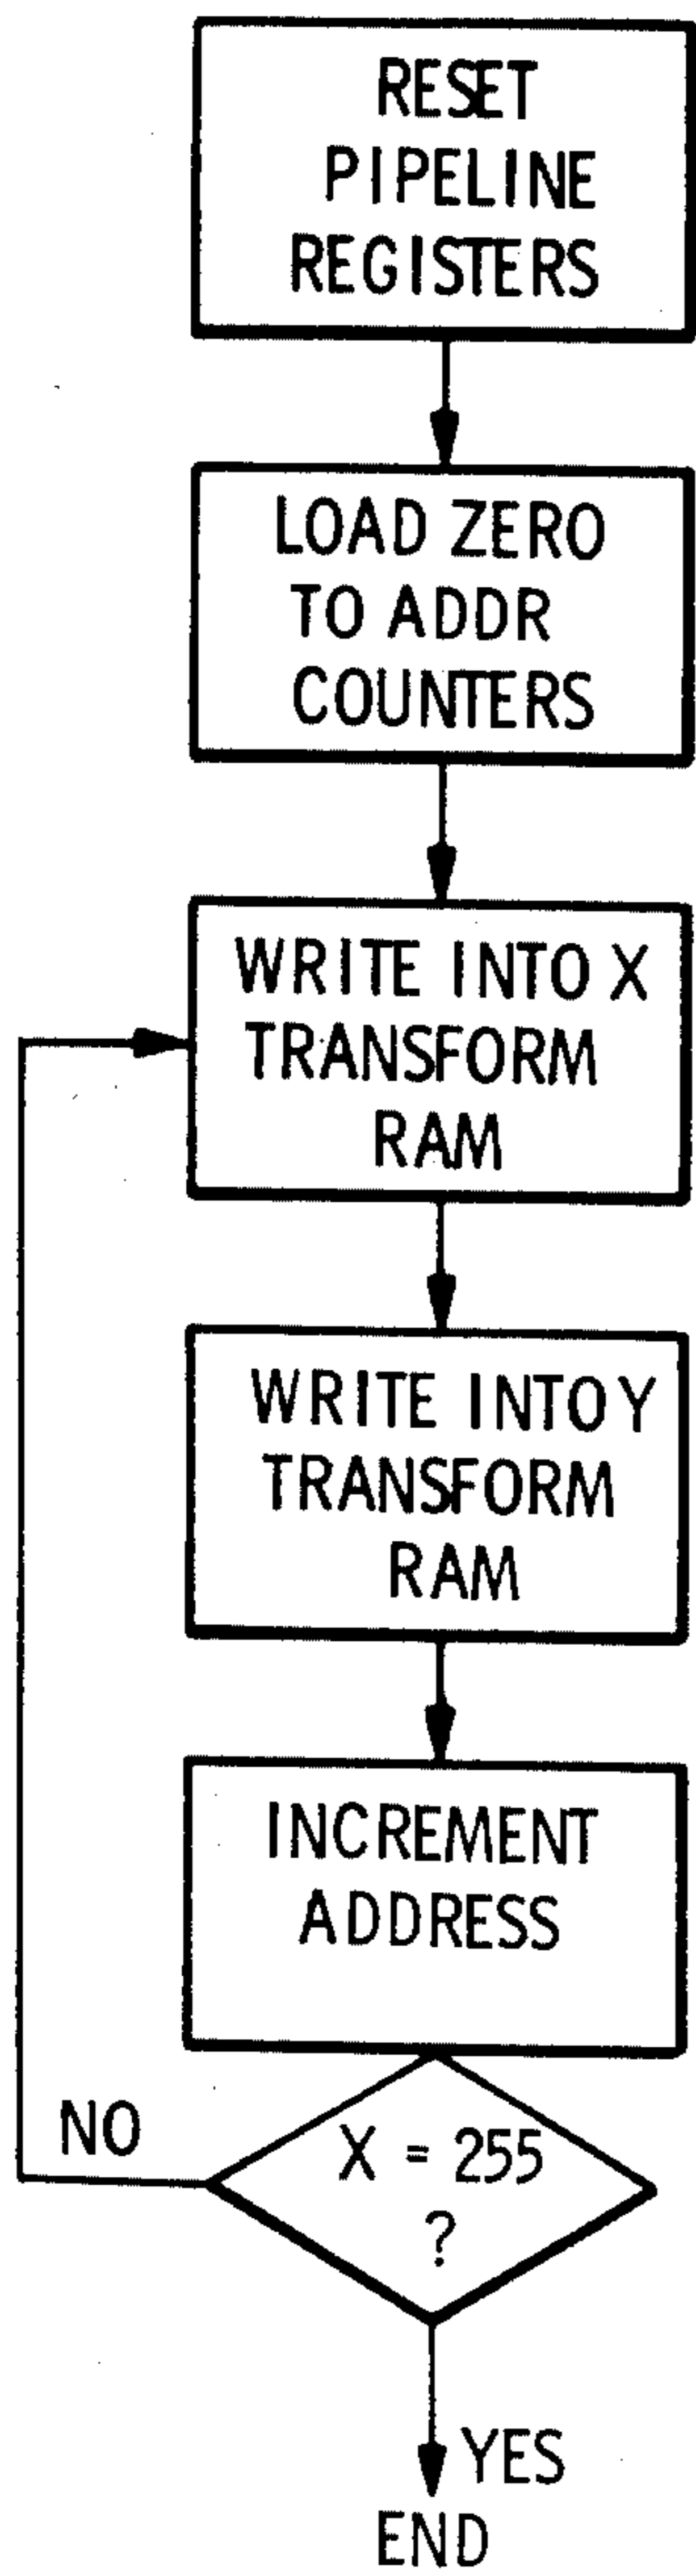 RESET
PIPELINE
REGISTERS
LOAD ZERO
TO ADDR
COUNTERS
WRITE INTO X
TRANSFORM
RAM
WRITE INTO Y
TRANSFORM
RAM
INCREMENT
ADDRESS
NO
X = 255
?
YES
END